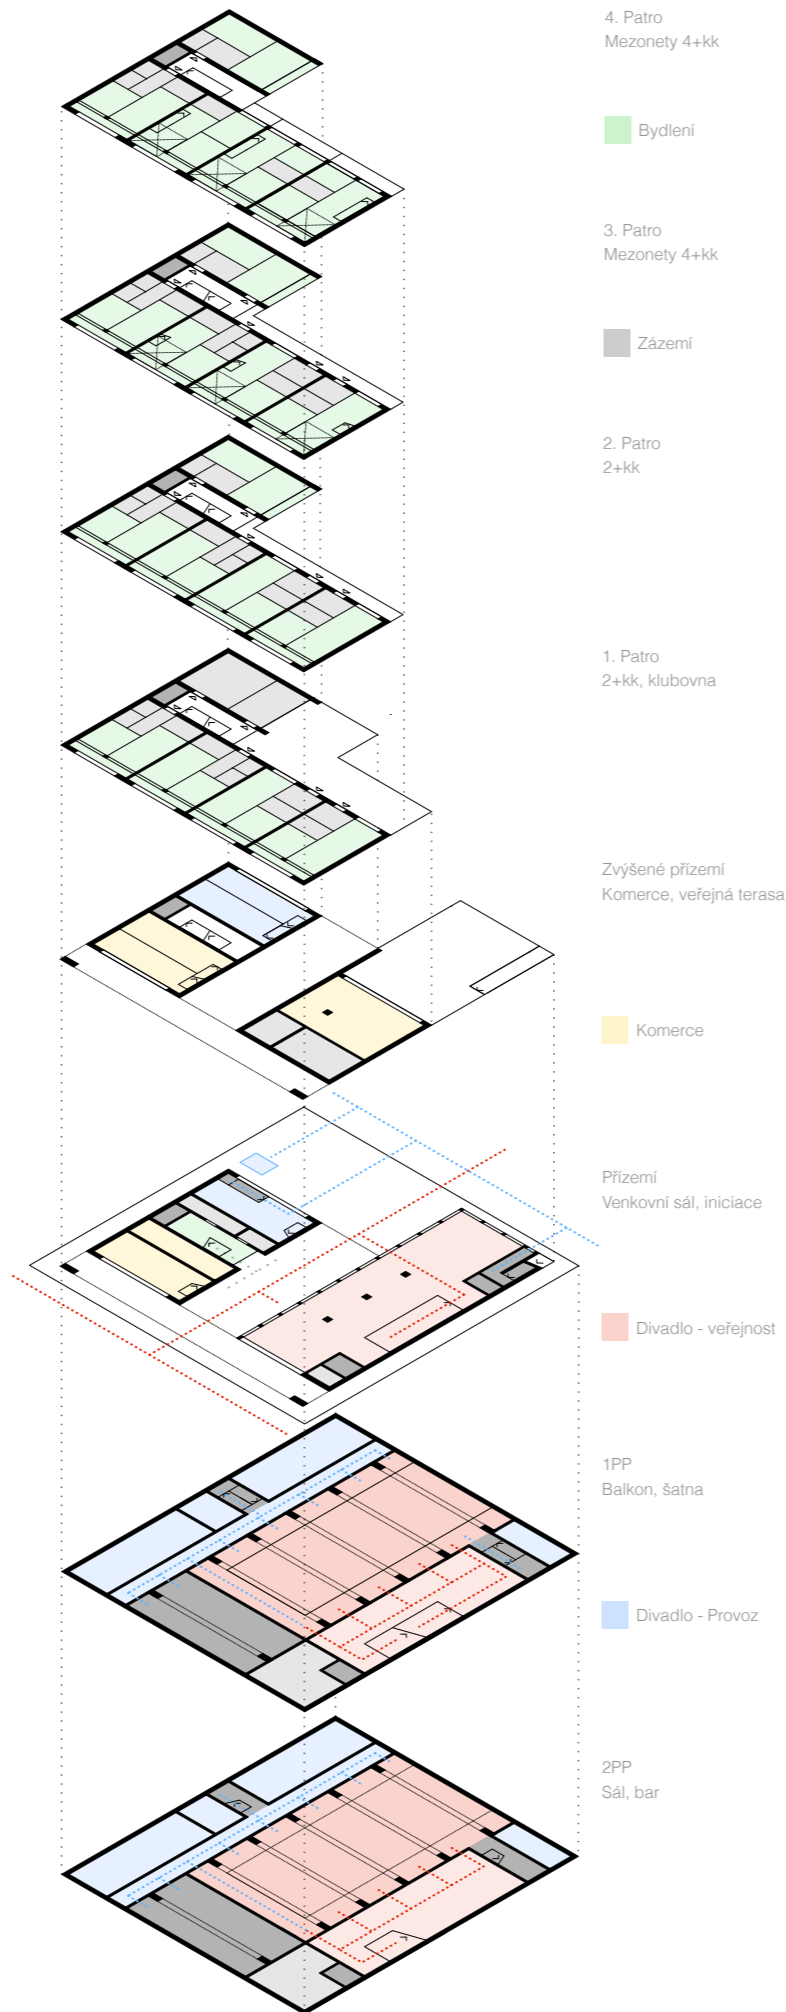 4. Patro
Mezonety 4+kk
Bydlení
3. Patro
Mezonety 4+kk
Zázemí
2. Patro
2+kk
1. Patro
2+kk, klubovna
Zvýšené přízemí
Komerce, veřejná terasa
Komerce
Přízemí
Venkovní sál, iniciace
Divadlo - veřejnost
1PP
Balkon, šatna
Divadlo - Provoz
2PP
Sál, bar